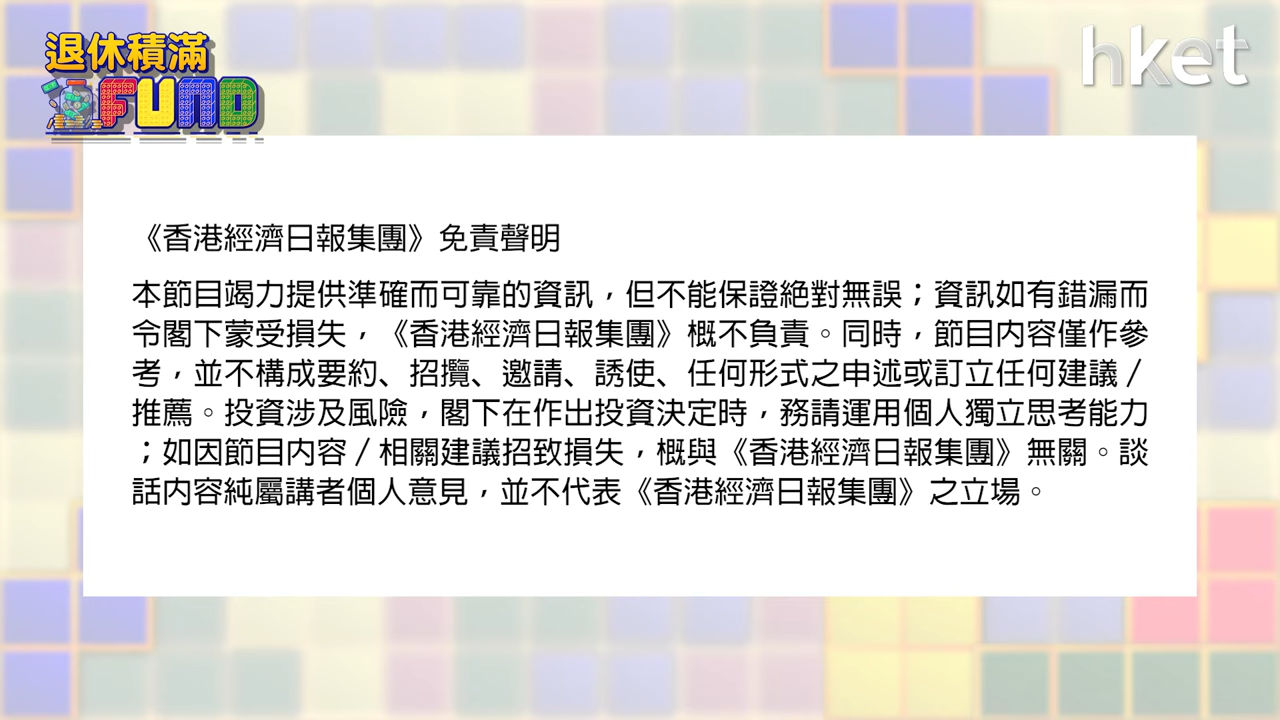 退休積滿
FUND
hket
《香港經濟日報集團》免責聲明
本節目竭力提供準確而可靠的資訊，但不能保證絕對無誤；資訊如有錯漏而
令閣下蒙受損失，《香港經濟日報集團》概不負責。同時，節目內容僅作參
考，並不構成要約、招攬、邀請、誘使、任何形式之申述或訂立任何建議／
推薦。投資涉及風險，閣下在作出投資決定時，務請運用個人獨立思考能力
；如因節目內容／相關建議招致損失，概與《香港經濟日報集團》無關。談
話內容純屬講者個人意見，並不代表《香港經濟日報集團》之立場。